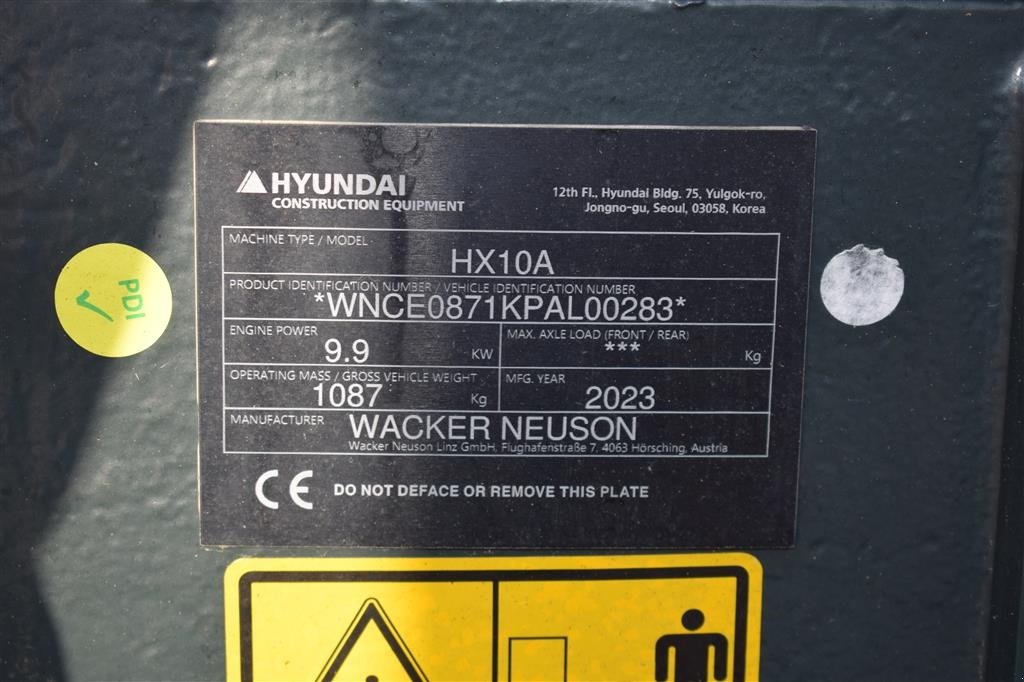 HYUNDAI
CONSTRUCTION EQUIPMENT
12th Fl., Hyundai Bldg. 75, Yulgok-ro,
Jongno-gu, Seoul, 03058, Korea
MACHINE TYPE / MODEL
HX10A
PRODUCT IDENTIFICATION NUMBER / VEHICLE IDENTIFICATION NUMBER
*WNCE0871KPAL00283*
ENGINE POWER
9.9 KW
MAX. AXLE LOAD (FRONT / REAR)
*** Kg
OPERATING MASS / GROSS VEHICLE WEIGHT
1087 Kg
MFG. YEAR
2023
MANUFACTURER
WACKER NEUSON
Wacker Neuson Linz GmbH, Flughafenstraße 7, 4063 Hörsching, Austria
CE DO NOT DEFACE OR REMOVE THIS PLATE
PDI